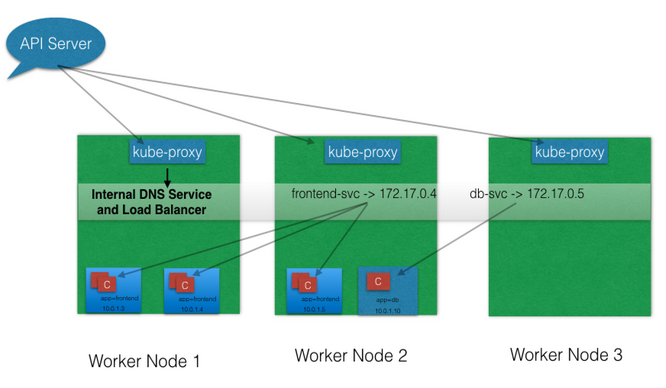 API Server
kube-proxy
kube-proxy
kube-proxy
Internal DNS Service
and Load Balancer
frontend-svc -> 172.17.0.4
db-svc -> 172.17.0.5
C
app=frontend
10.0.1.3
C
app=frontend
10.0.1.4
C
app=frontend
10.0.1.5
C
app=db
10.0.1.10
Worker Node 1
Worker Node 2
Worker Node 3